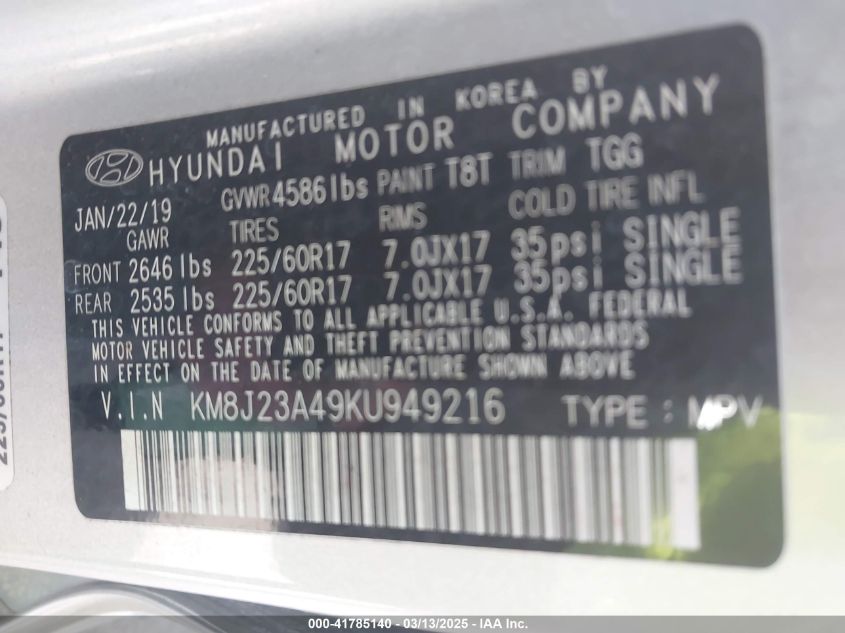 MANUFACTURED IN KOREA BY
HYUNDAI MOTOR COMPANY
JAN/22/19 GVWR 4586 lbs PAINT T8T TRIM TGG
GAWR TIRES RMS COLD TIRE INFL
FRONT 2646 lbs 225/60R17 7.0JX17 35psi SINGLE
REAR 2535 lbs 225/60R17 7.0JX17 35psi SINGLE
THIS VEHICLE CONFORMS TO ALL APPLICABLE U.S.A. FEDERAL
MOTOR VEHICLE SAFETY AND THEFT PREVENTION STANDARDS
IN EFFECT ON THE DATE OF MANUFACTURE SHOWN ABOVE
V.I.N KM8J23A49KU949216 TYPE : MPV
000-41785140 - 03/13/2025 - IAA Inc.